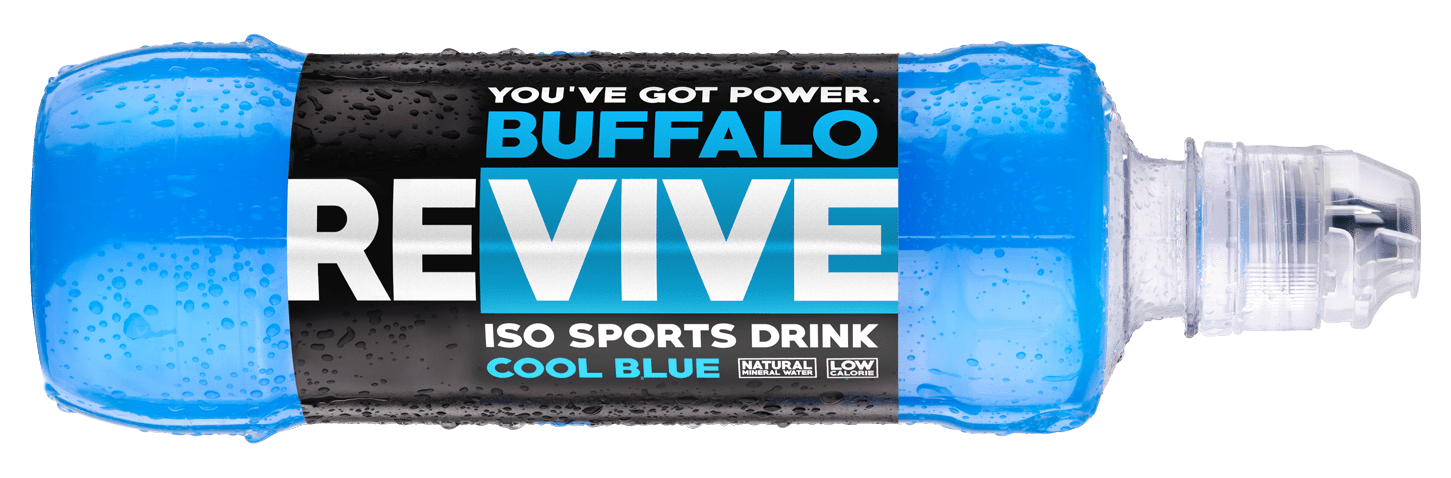 YOU'VE GOT POWER.
BUFFALO
REVIVE
ISO SPORTS DRINK
COOL BLUE
NATURAL
MINERAL WATER
LOW
CALORIE